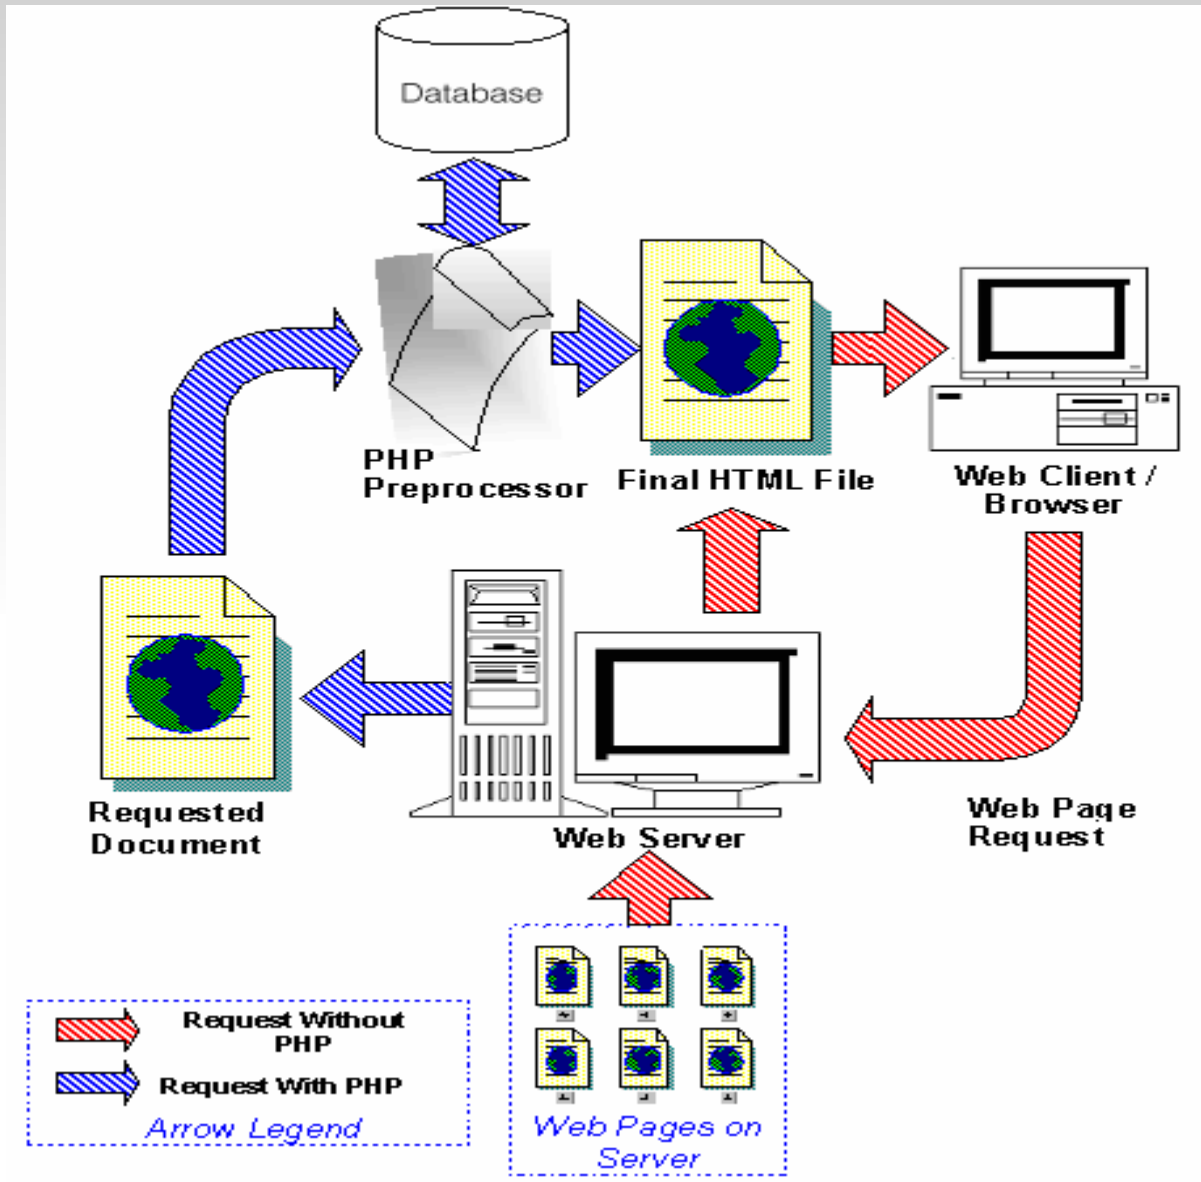 Database
PHP
Preprocessor
Final HTML File
Web Client /
Browser
Requested
Document
Web Server
Web Page
Request
Request Without
PHP
Request With PHP
Arrow Legend
Web Pages on
Server